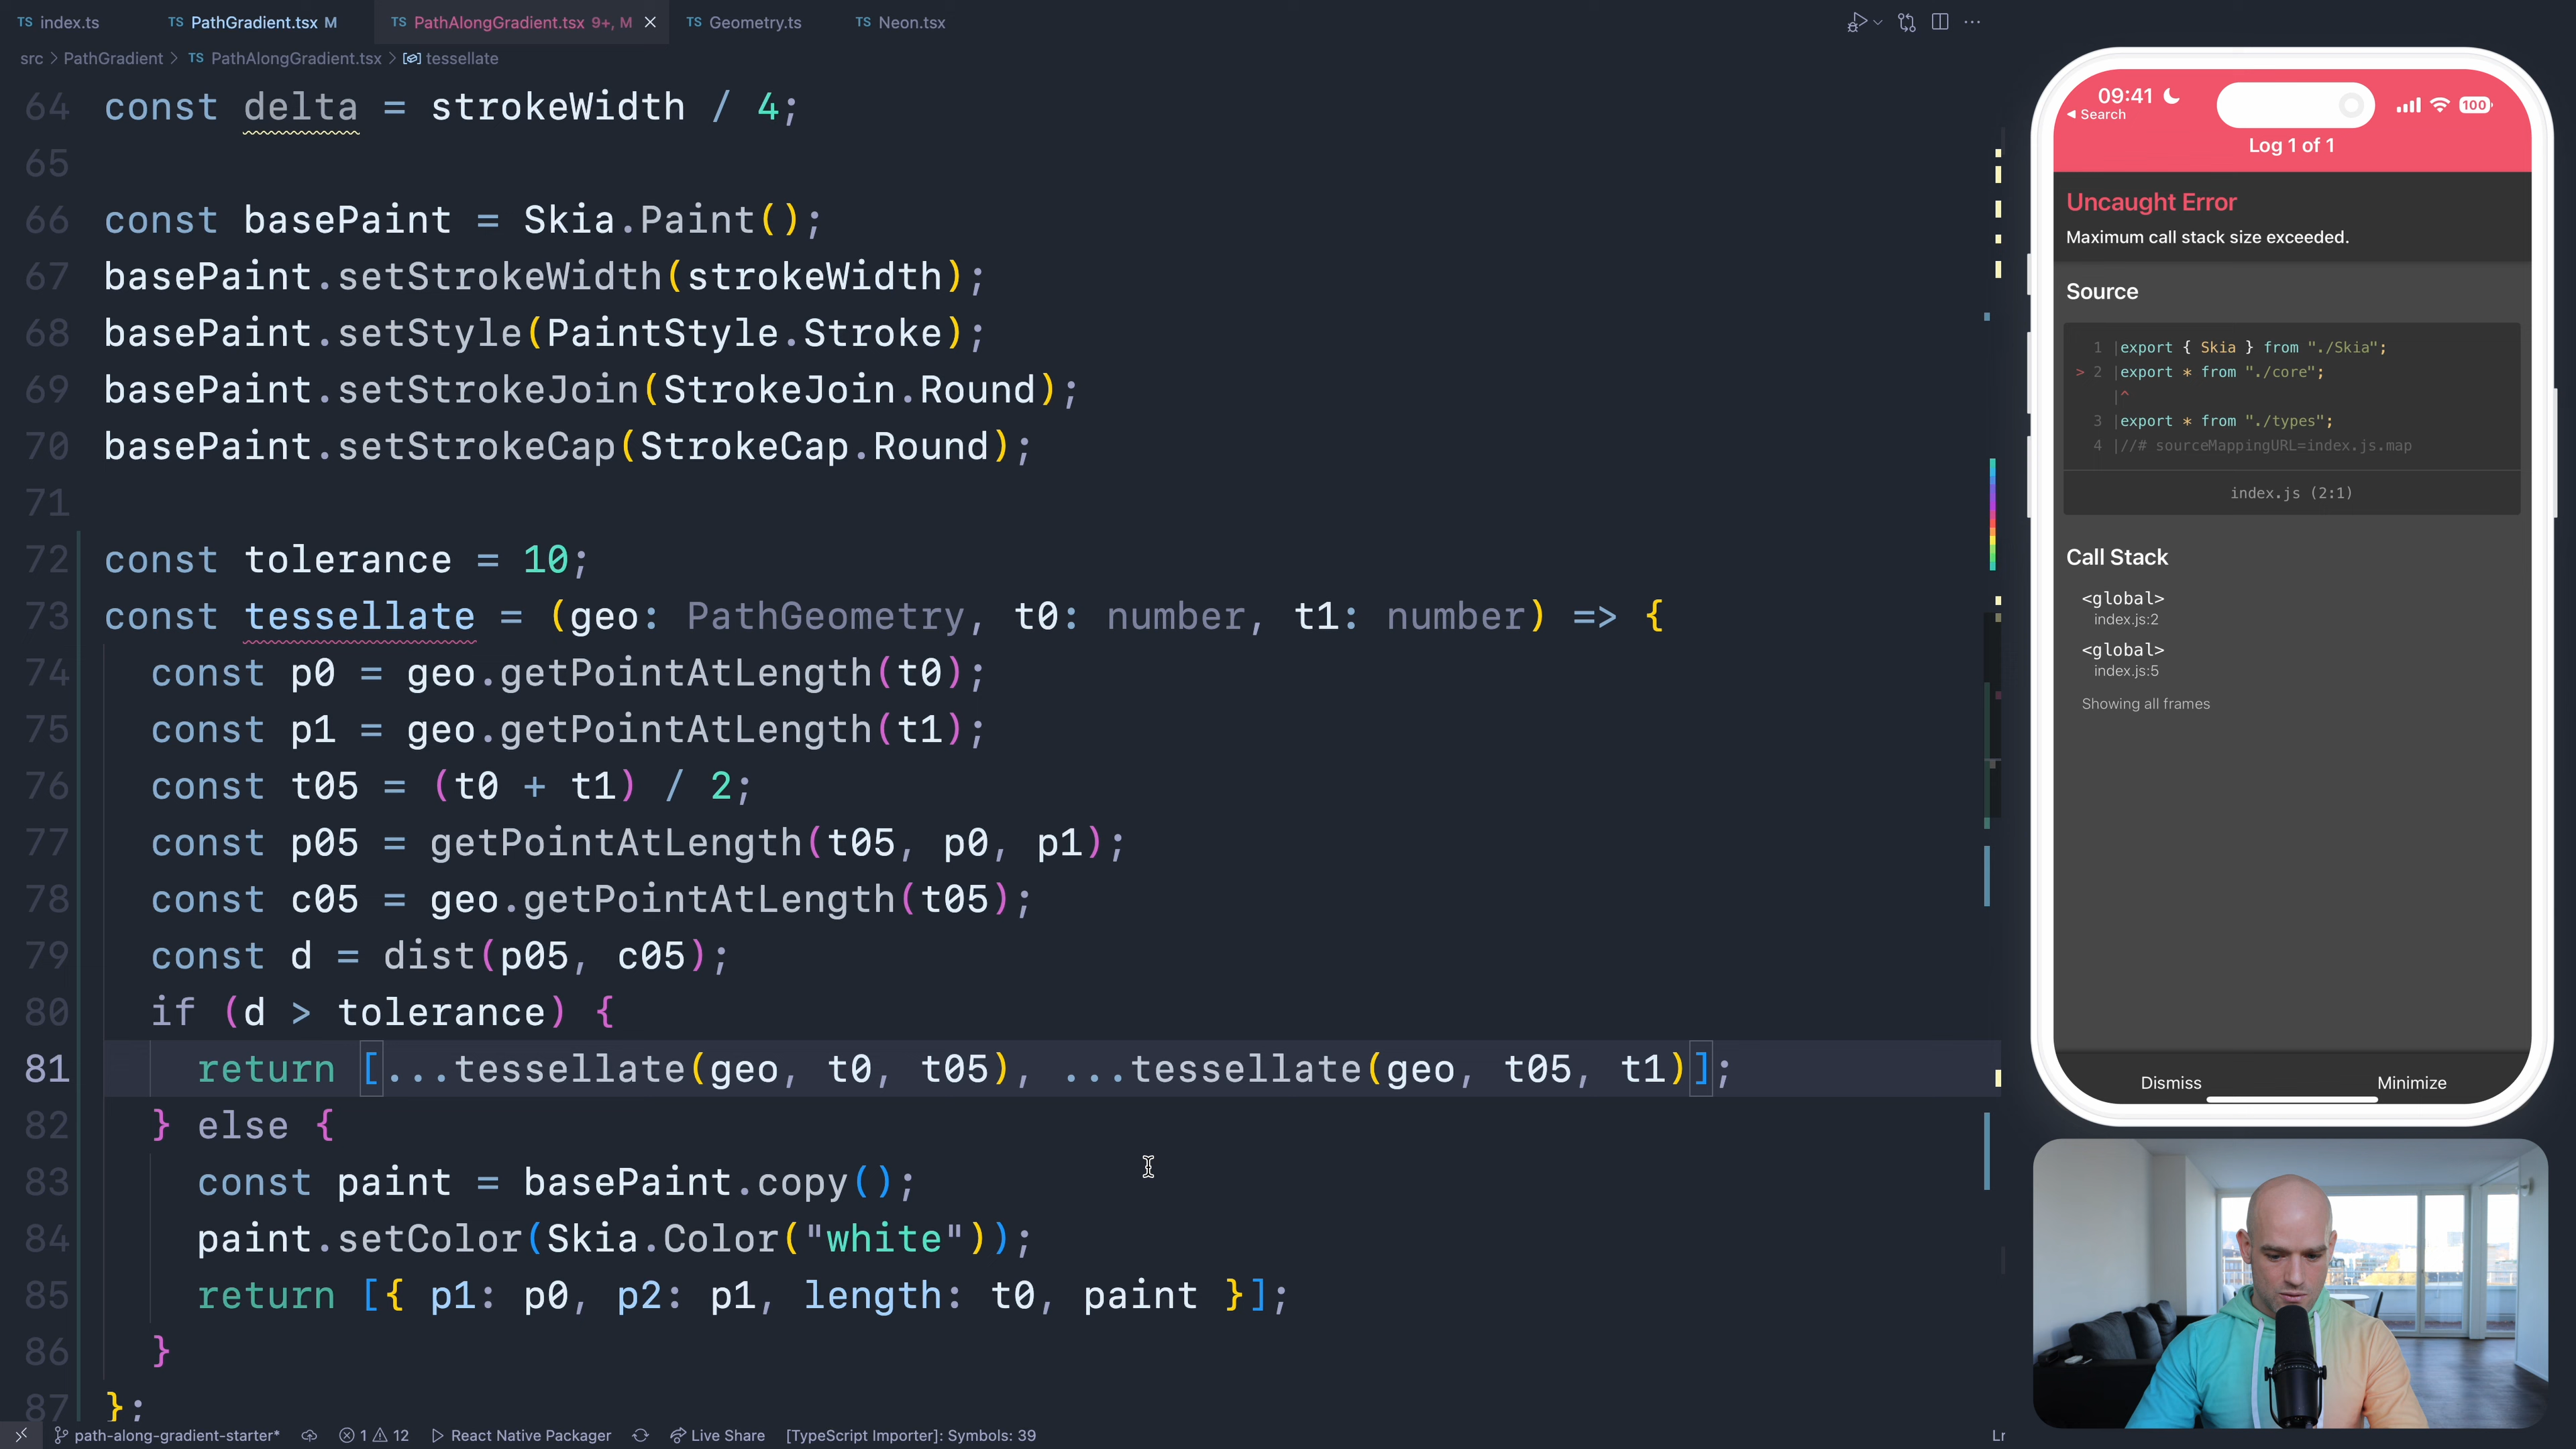 TS index.ts
TS PathGradient.tsx M
TS PathAlongGradient.tsx 9+, M
TS Geometry.ts
TS Neon.tsx
src > PathGradient > TS PathAlongGradient.tsx > tessellate
64 const delta = strokeWidth / 4;
65
66 const basePaint = Skia.Paint();
67 basePaint.setStrokeWidth(strokeWidth);
68 basePaint.setStyle(PaintStyle.Stroke);
69 basePaint.setStrokeJoin(StrokeJoin.Round);
70 basePaint.setStrokeCap(StrokeCap.Round);
71
72 const tolerance = 10;
73 const tessellate = (geo: PathGeometry, t0: number, t1: number) => {
74 const p0 = geo.getPointAtLength(t0);
75 const p1 = geo.getPointAtLength(t1);
76 const t05 = (t0 + t1) / 2;
77 const p05 = getPointAtLength(t05, p0, p1);
78 const c05 = geo.getPointAtLength(t05);
79 const d = dist(p05, c05);
80 if (d > tolerance) {
81 return [...tessellate(geo, t0, t05), ...tessellate(geo, t05, t1)];
82 } else {
83 const paint = basePaint.copy();
84 paint.setColor(Skia.Color("white"));
85 return [{ p1: p0, p2: p1, length: t0, paint }];
86 }
87 };
path-along-gradient-starter*
1 12
React Native Packager
Live Share
[TypeScript Importer]: Symbols: 39
Ln
09:41
100
◀ Search
Log 1 of 1
Uncaught Error
Maximum call stack size exceeded.
Source
1 |export { Skia } from "./Skia";
> 2 |export * from "./core";
|^
3 |export * from "./types";
4 |//# sourceMappingURL=index.js.map
index.js (2:1)
Call Stack
<global>
index.js:2
<global>
index.js:5
Showing all frames
Dismiss
Minimize